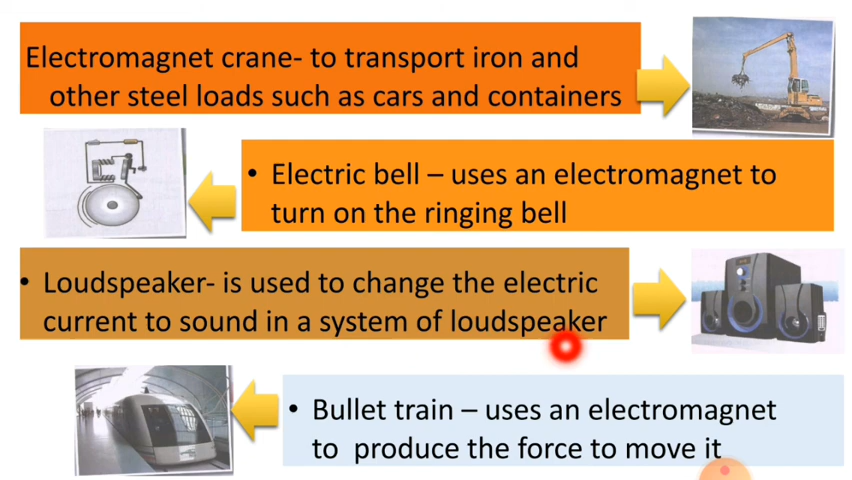 Electromagnet crane- to transport iron and
other steel loads such as cars and containers
• Electric bell – uses an electromagnet to
turn on the ringing bell
• Loudspeaker- is used to change the electric
current to sound in a system of loudspeaker
• Bullet train – uses an electromagnet
to produce the force to move it